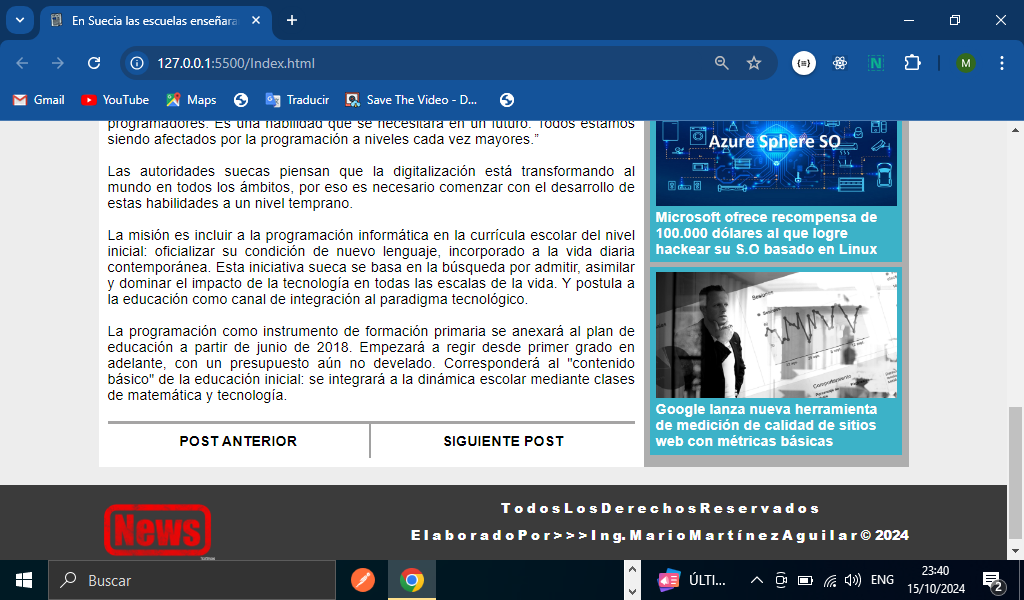 En Suecia las escuelas enseñara
127.0.0.1:5500/Index.html
M
Gmail
YouTube
Maps
Traducir
Save The Video - D...
programadores. Es una habilidad que se necesitará en un futuro. Todos estamos
siendo afectados por la programación a niveles cada vez mayores.”
Las autoridades suecas piensan que la digitalización está transformando al
mundo en todos los ámbitos, por eso es necesario comenzar con el desarrollo de
estas habilidades a un nivel temprano.
La misión es incluir a la programación informática en la currícula escolar del nivel
inicial: oficializar su condición de nuevo lenguaje, incorporado a la vida diaria
contemporánea. Esta iniciativa sueca se basa en la búsqueda por admitir, asimilar
y dominar el impacto de la tecnología en todas las escalas de la vida. Y postula a
la educación como canal de integración al paradigma tecnológico.
La programación como instrumento de formación primaria se anexará al plan de
educación a partir de junio de 2018. Empezará a regir desde primer grado en
adelante, con un presupuesto aún no develado. Corresponderá al "contenido
básico" de la educación inicial: se integrará a la dinámica escolar mediante clases
de matemática y tecnología.
POST ANTERIOR
SIGUIENTE POST
Azure Sphere SO
Microsoft ofrece recompensa de
100.000 dólares al que logre
hackear su S.O basado en Linux
Google lanza nueva herramienta
de medición de calidad de sitios
web con métricas básicas
News
Todos Los Derechos Reservados
Elaborado Por >>> Ing. Mario Martínez Aguilar © 2024
Buscar
ÚLTI...
ENG
23:40
15/10/2024
2